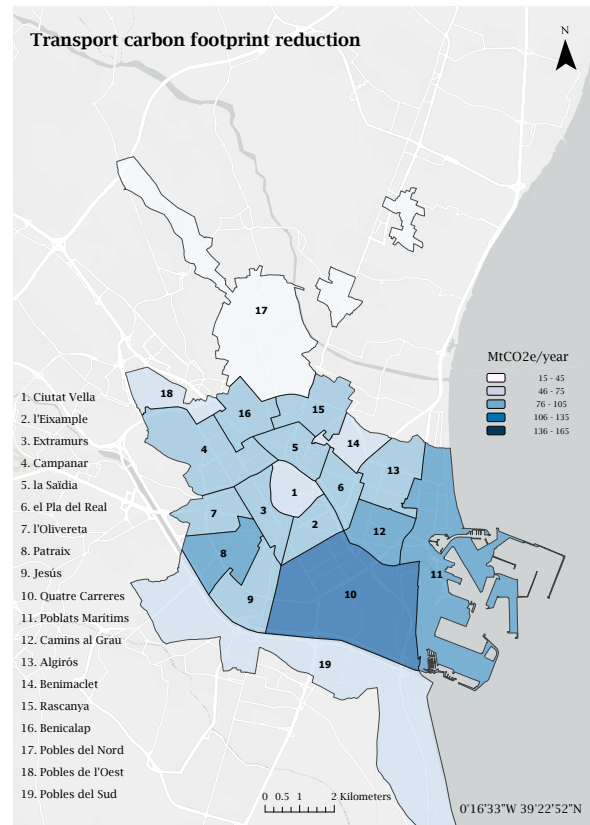 Transport carbon footprint reduction
N
17
18
16
15
14
5
4
13
1
6
3
7
2
12
8
11
10
9
19
MtCO2e/year
15 - 45
46 - 75
76 - 105
106 - 135
136 - 165
1. Ciutat Vella
2. l'Eixample
3. Extramurs
4. Campanar
5. la Saïdia
6. el Pla del Real
7. l'Olivereta
8. Patraix
9. Jesús
10. Quatre Carreres
11. Poblats Marítims
12. Camins al Grau
13. Algirós
14. Benimaclet
15. Rascanya
16. Benicalap
17. Pobles del Nord
18. Pobles de l'Oest
19. Pobles del Sud
0 0.5 1 2 Kilometers
0'16'33"W 39'22'52"N